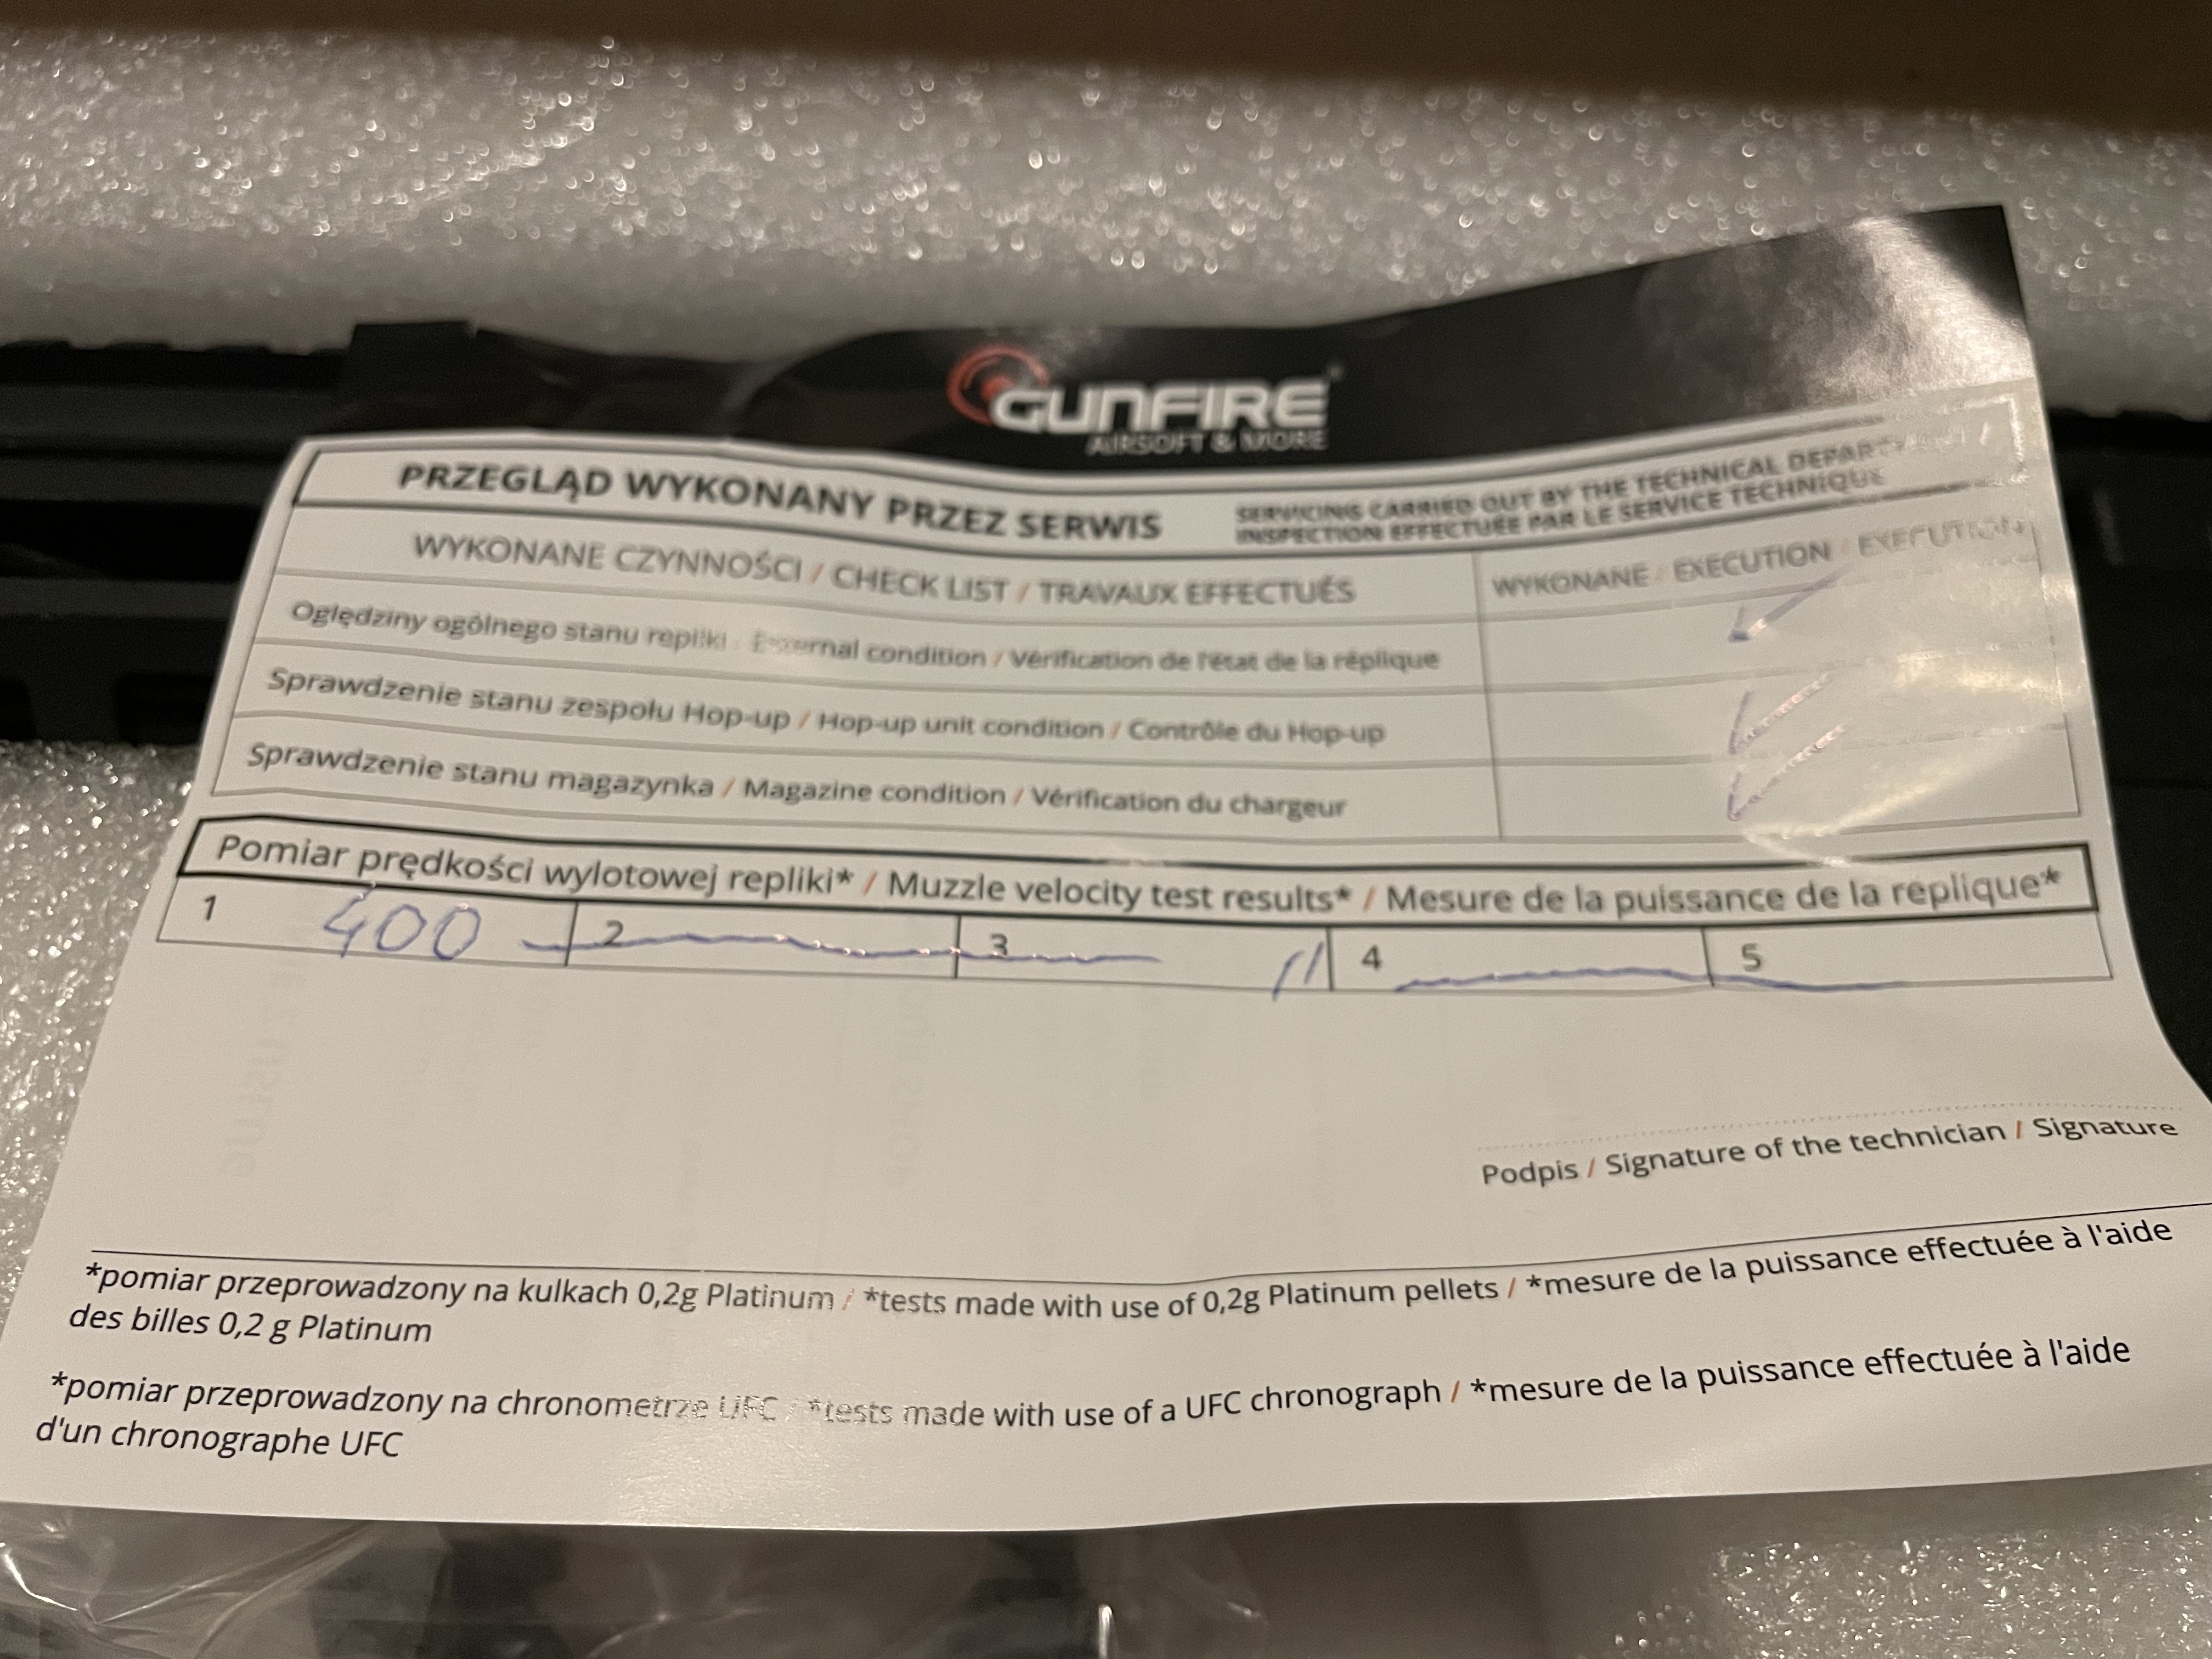 GUNFIRE
AIRSOFT & MORE
PRZEGLĄD WYKONANY PRZEZ SERWIS
SERVICING CARRIED OUT BY THE TECHNICAL
INSPECTION EFFECTUÉE PAR LE SERVICE TECHNIQUE
WYKONANE CZYNNOŚCI / CHECK LIST / TRAVAUX EFFECTUÉS
WYKONANE / EXECUTION / EXECUTION
Oględziny ogólnego stanu repliki / External condition / Vérification de l'état de la réplique
Sprawdzenie stanu zespołu Hop-up / Hop-up unit condition / Contrôle du Hop-up
Sprawdzenie stanu magazynka / Magazine condition / Vérification du chargeur
Pomiar prędkości wylotowej repliki* / Muzzle velocity test results* / Mesure de la puissance de la replique*
1 400 2 3 4 5
Podpis / Signature of the technician / Signature
*pomiar przeprowadzony na kulkach 0,2g Platinum / *tests made with use of 0,2g Platinum pellets / *mesure de la puissance effectuée à l'aide
des billes 0,2 g Platinum
*pomiar przeprowadzony na chronometrze UFC / *tests made with use of a UFC chronograph / *mesure de la puissance effectuée à l'aide
d'un chronographe UFC